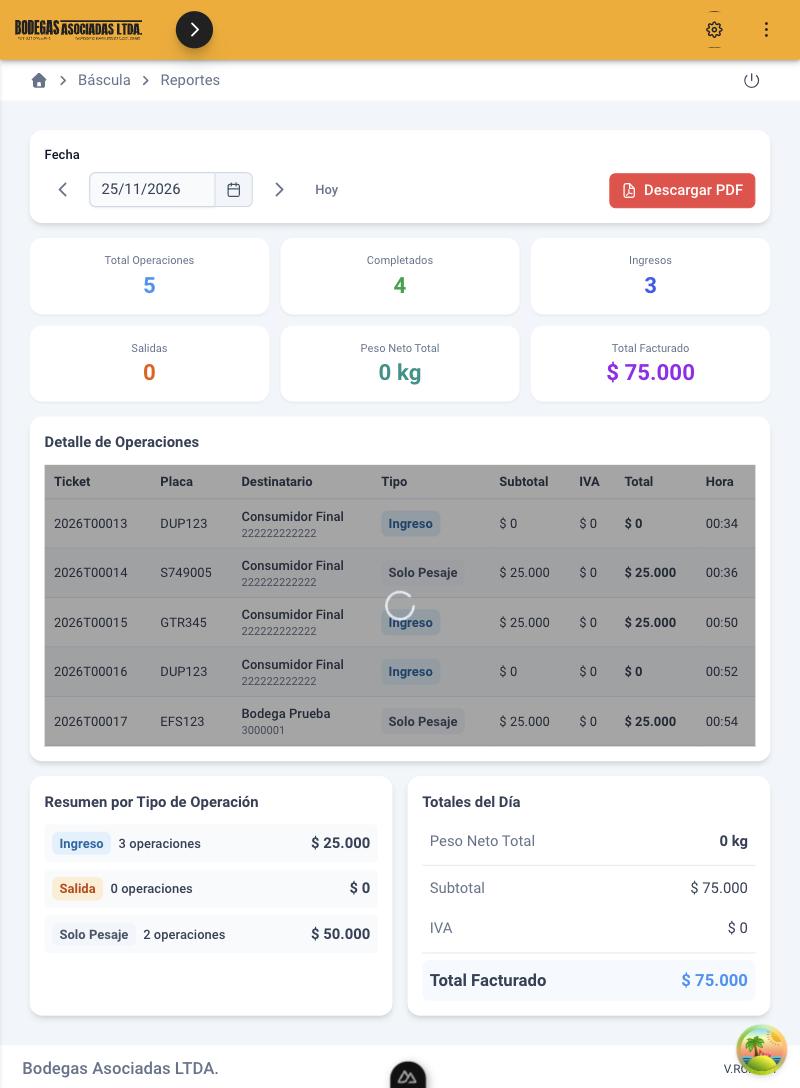 BODEGAS ASOCIADAS LTDA.
Báscula
Reportes
Fecha
25/11/2026
Hoy
Descargar PDF
Total Operaciones
5
Completados
4
Ingresos
3
Salidas
0
Peso Neto Total
0 kg
Total Facturado
$ 75.000
Detalle de Operaciones
Ticket Placa Destinatario Tipo Subtotal IVA Total Hora
2026T00013 DUP123 Consumidor Final Ingreso $ 0 $ 0 $ 0 00:34
222222222222
2026T00014 S749005 Consumidor Final Solo Pesaje $ 25.000 $ 0 $ 25.000 00:36
222222222222
2026T00015 GTR345 Consumidor Final Ingreso $ 25.000 $ 0 $ 25.000 00:50
222222222222
2026T00016 DUP123 Consumidor Final Ingreso $ 0 $ 0 $ 0 00:52
222222222222
2026T00017 EFS123 Bodega Prueba Solo Pesaje $ 25.000 $ 0 $ 25.000 00:54
3000001
Resumen por Tipo de Operación
Ingreso 3 operaciones $ 25.000
Salida 0 operaciones $ 0
Solo Pesaje 2 operaciones $ 50.000
Totales del Día
Peso Neto Total 0 kg
Subtotal $ 75.000
IVA $ 0
Total Facturado $ 75.000
Bodegas Asociadas LTDA.